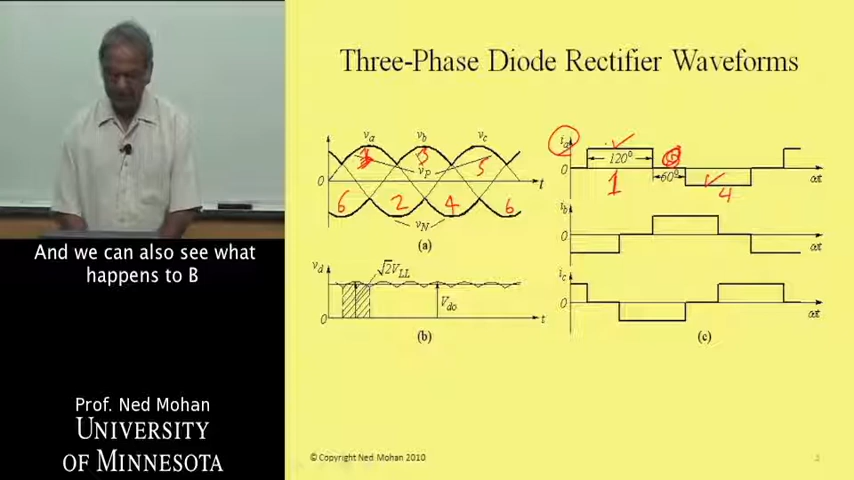 Three-Phase Diode Rectifier Waveforms
va vb vc
1 3 5
vP
0 t
6 2 4 6
vN
(a)
vd √2VLL
Vdo
0 t
(b)
ia
120°
0 60° ωt
1 4
ib
0 ωt
ic
0 ωt
(c)
And we can also see what
happens to B
Prof. Ned Mohan
UNIVERSITY
OF MINNESOTA
© Copyright Ned Mohan 2010